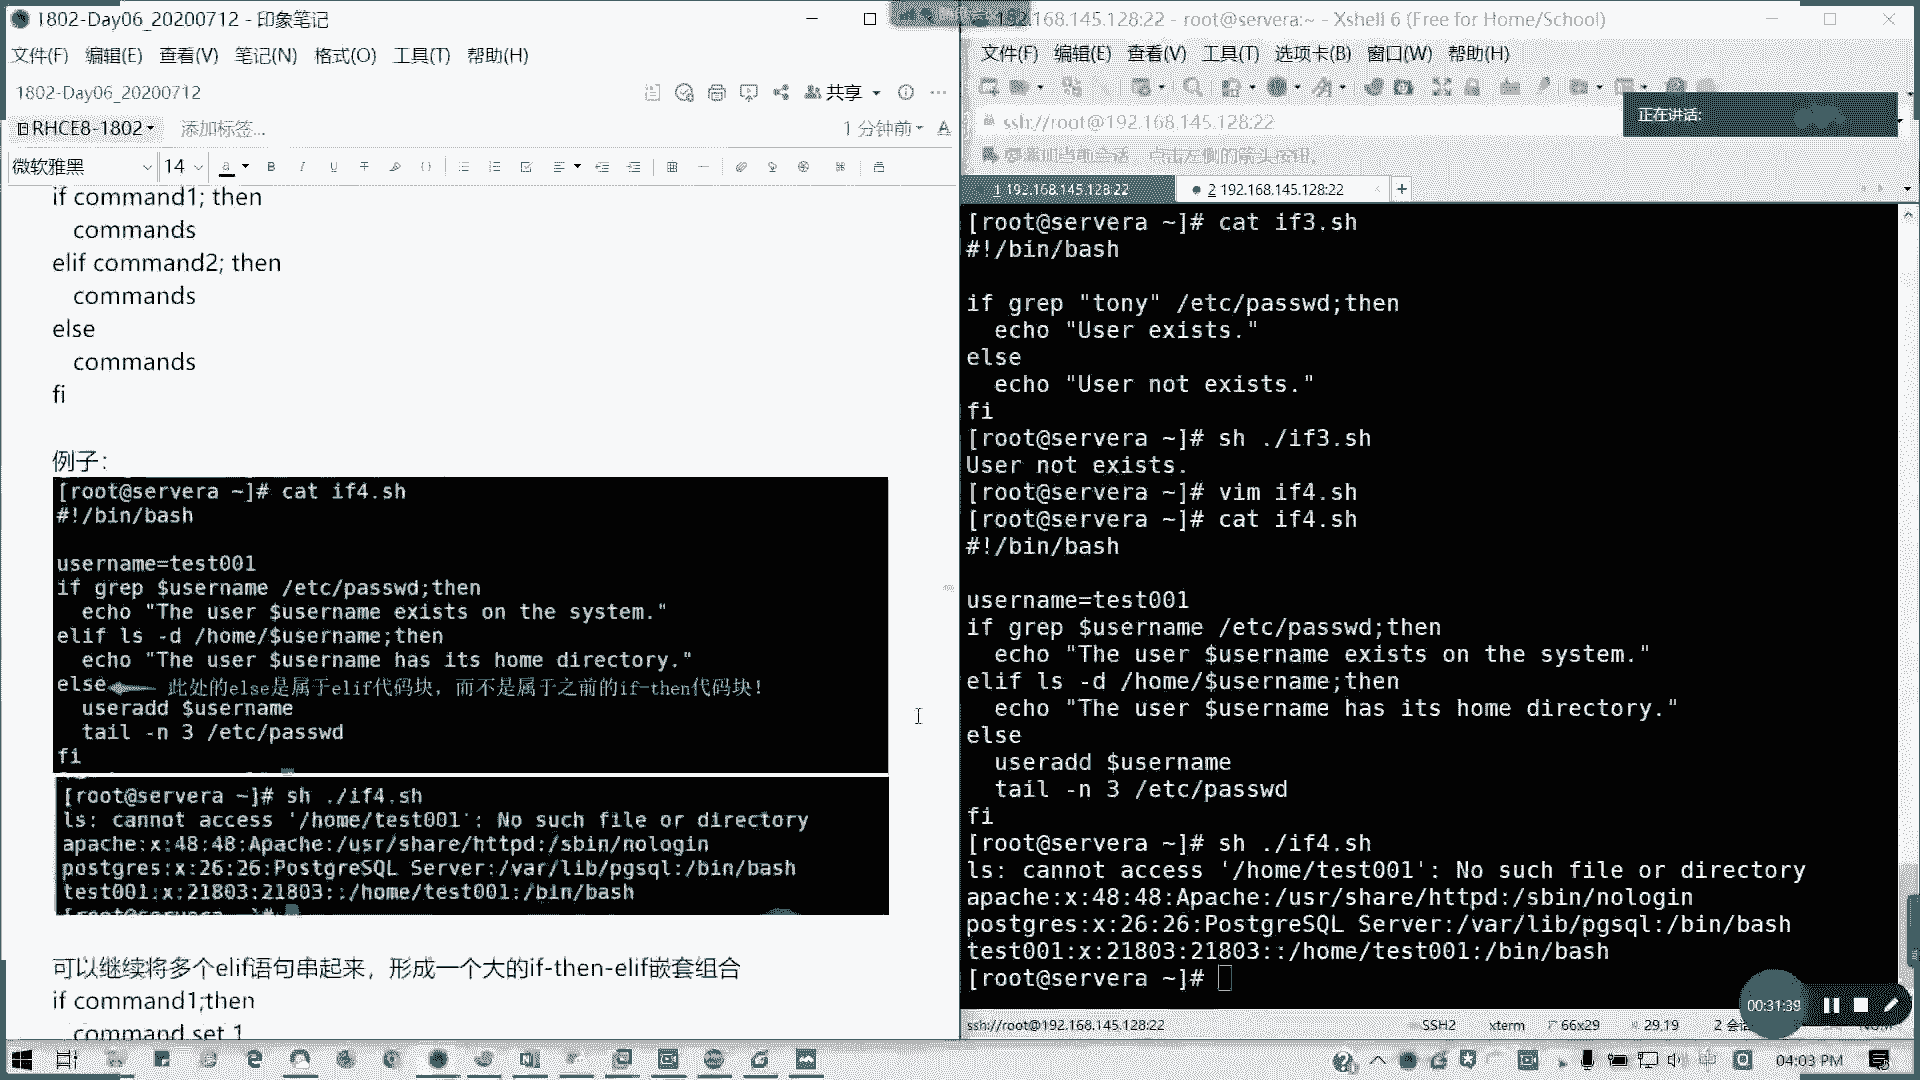 1802-Day06_20200712 - 印象笔记
文件(F) 编辑(E) 查看(V) 笔记(N) 格式(O) 工具(T) 帮助(H)
1802-Day06_20200712
共享
RHCE8-1802
添加标签...
1 分钟前
微软雅黑
14
if command1; then
commands
elif command2; then
commands
else
commands
fi
例子：
[root@servera ~]# cat if4.sh
#!/bin/bash
username=test001
if grep $username /etc/passwd;then
echo "The user $username exists on the system."
elif ls -d /home/$username;then
echo "The user $username has its home directory."
else 此处的else是属于elif代码块，而不是属于之前的if-then代码块！
useradd $username
tail -n 3 /etc/passwd
fi
[root@servera ~]# sh ./if4.sh
ls: cannot access '/home/test001': No such file or directory
apache:x:48:48:Apache:/usr/share/httpd:/sbin/nologin
postgres:x:26:26:PostgreSQL Server:/var/lib/pgsql:/bin/bash
test001:x:21803:21803::/home/test001:/bin/bash
[root@servera ~]#
可以继续将多个elif语句串起来，形成一个大的if-then-elif嵌套组合
if command1;then
command set 1
192.168.145.128:22 - root@servera:~ - Xshell 6 (Free for Home/School)
文件(F) 编辑(E) 查看(V) 工具(T) 选项卡(B) 窗口(W) 帮助(H)
ssh://root@192.168.145.128:22
正在讲话:
1 192.168.145.128:22
2 192.168.145.128:22
[root@servera ~]# cat if3.sh
#!/bin/bash
if grep "tony" /etc/passwd;then
echo "User exists."
else
echo "User not exists."
fi
[root@servera ~]# sh ./if3.sh
User not exists.
[root@servera ~]# vim if4.sh
[root@servera ~]# cat if4.sh
#!/bin/bash
username=test001
if grep $username /etc/passwd;then
echo "The user $username exists on the system."
elif ls -d /home/$username;then
echo "The user $username has its home directory."
else
useradd $username
tail -n 3 /etc/passwd
fi
[root@servera ~]# sh ./if4.sh
ls: cannot access '/home/test001': No such file or directory
apache:x:48:48:Apache:/usr/share/httpd:/sbin/nologin
postgres:x:26:26:PostgreSQL Server:/var/lib/pgsql:/bin/bash
test001:x:21803:21803::/home/test001:/bin/bash
[root@servera ~]#
00:31:39
ssh://root@192.168.145.128:22
SSH2
xterm
66x29
29,19
04:03 PM